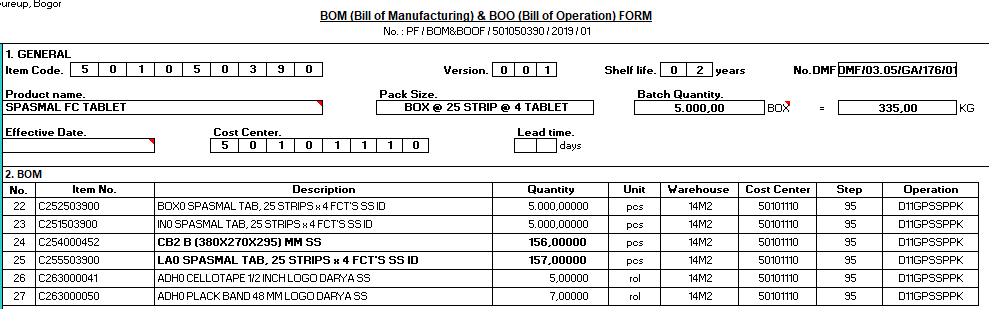 ureup, Bogor
BOM (Bill of Manufacturing) & BOO (Bill of Operation) FORM
No. : PF / BOM&BOOF / 501050390 / 2019 / 01
1. GENERAL
Item Code. 5 0 1 0 5 0 3 9 0 Version. 0 0 1 Shelf life. 0 2 years No.DMF DMF/03.05/GA/176/01
Product name. Pack Size. Batch Quantity.
SPASMAL FC TABLET BOX @ 25 STRIP @ 4 TABLET 5.000,00 BOX = 335,00 KG
Effective Date. Cost Center. Lead time.
5 0 1 0 1 1 1 0 days
2. BOM
No. Item No. Description Quantity Unit Warehouse Cost Center Step Operation
22 C252503900 BOX0 SPASMAL TAB, 25 STRIPS x 4 FCT'S SS ID 5.000,00000 pcs 14M2 50101110 95 D11GPSSPPK
23 C251503900 IN0 SPASMAL TAB, 25 STRIPS x 4 FCT'S SS ID 5.000,00000 pcs 14M2 50101110 95 D11GPSSPPK
24 C254000452 CB2 B (380X270X295) MM SS 156,00000 pcs 14M2 50101110 95 D11GPSSPPK
25 C255503900 LA0 SPASMAL TAB, 25 STRIPS x 4 FCT'S SS ID 157,00000 pcs 14M2 50101110 95 D11GPSSPPK
26 C263000041 ADH0 CELLOTAPE 1/2 INCH LOGO DARYA SS 5,00000 rol 14M2 50101110 95 D11GPSSPPK
27 C263000050 ADH0 PLACK BAND 48 MM LOGO DARYA SS 7,00000 rol 14M2 50101110 95 D11GPSSPPK